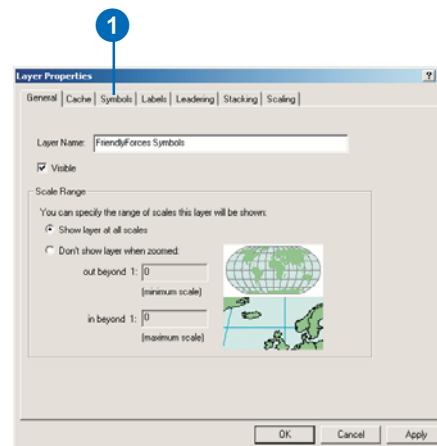 1
Layer Properties ?
General Cache Symbols Labels Leadering Stacking Scaling
Layer Name: FriendlyForces Symbols
Visible
Scale Range
You can specify the range of scales this layer will be shown:
Show layer at all scales
Don't show layer when zoomed:
out beyond 1: 0
(minimum scale)
in beyond 1: 0
(maximum scale)
OK Cancel Apply